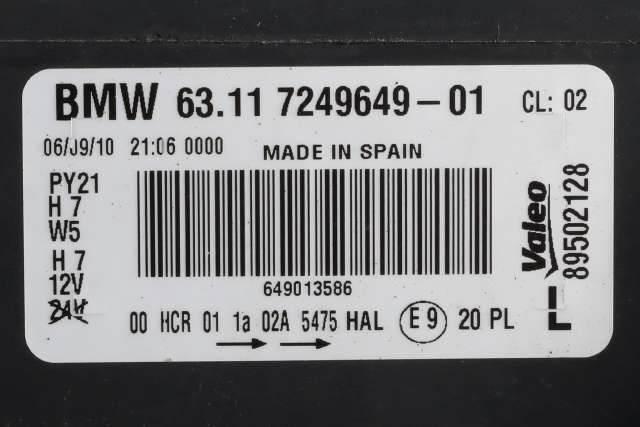 BMW 63.11 7249649-01 CL: 02
06/J9/10 21:06 0000 MADE IN SPAIN
PY21
H 7
W5
H 7
12V
24V
649013586
00 HCR 01 1a 02A 5475 HAL E9 20 PL
Valeo
89502128
L